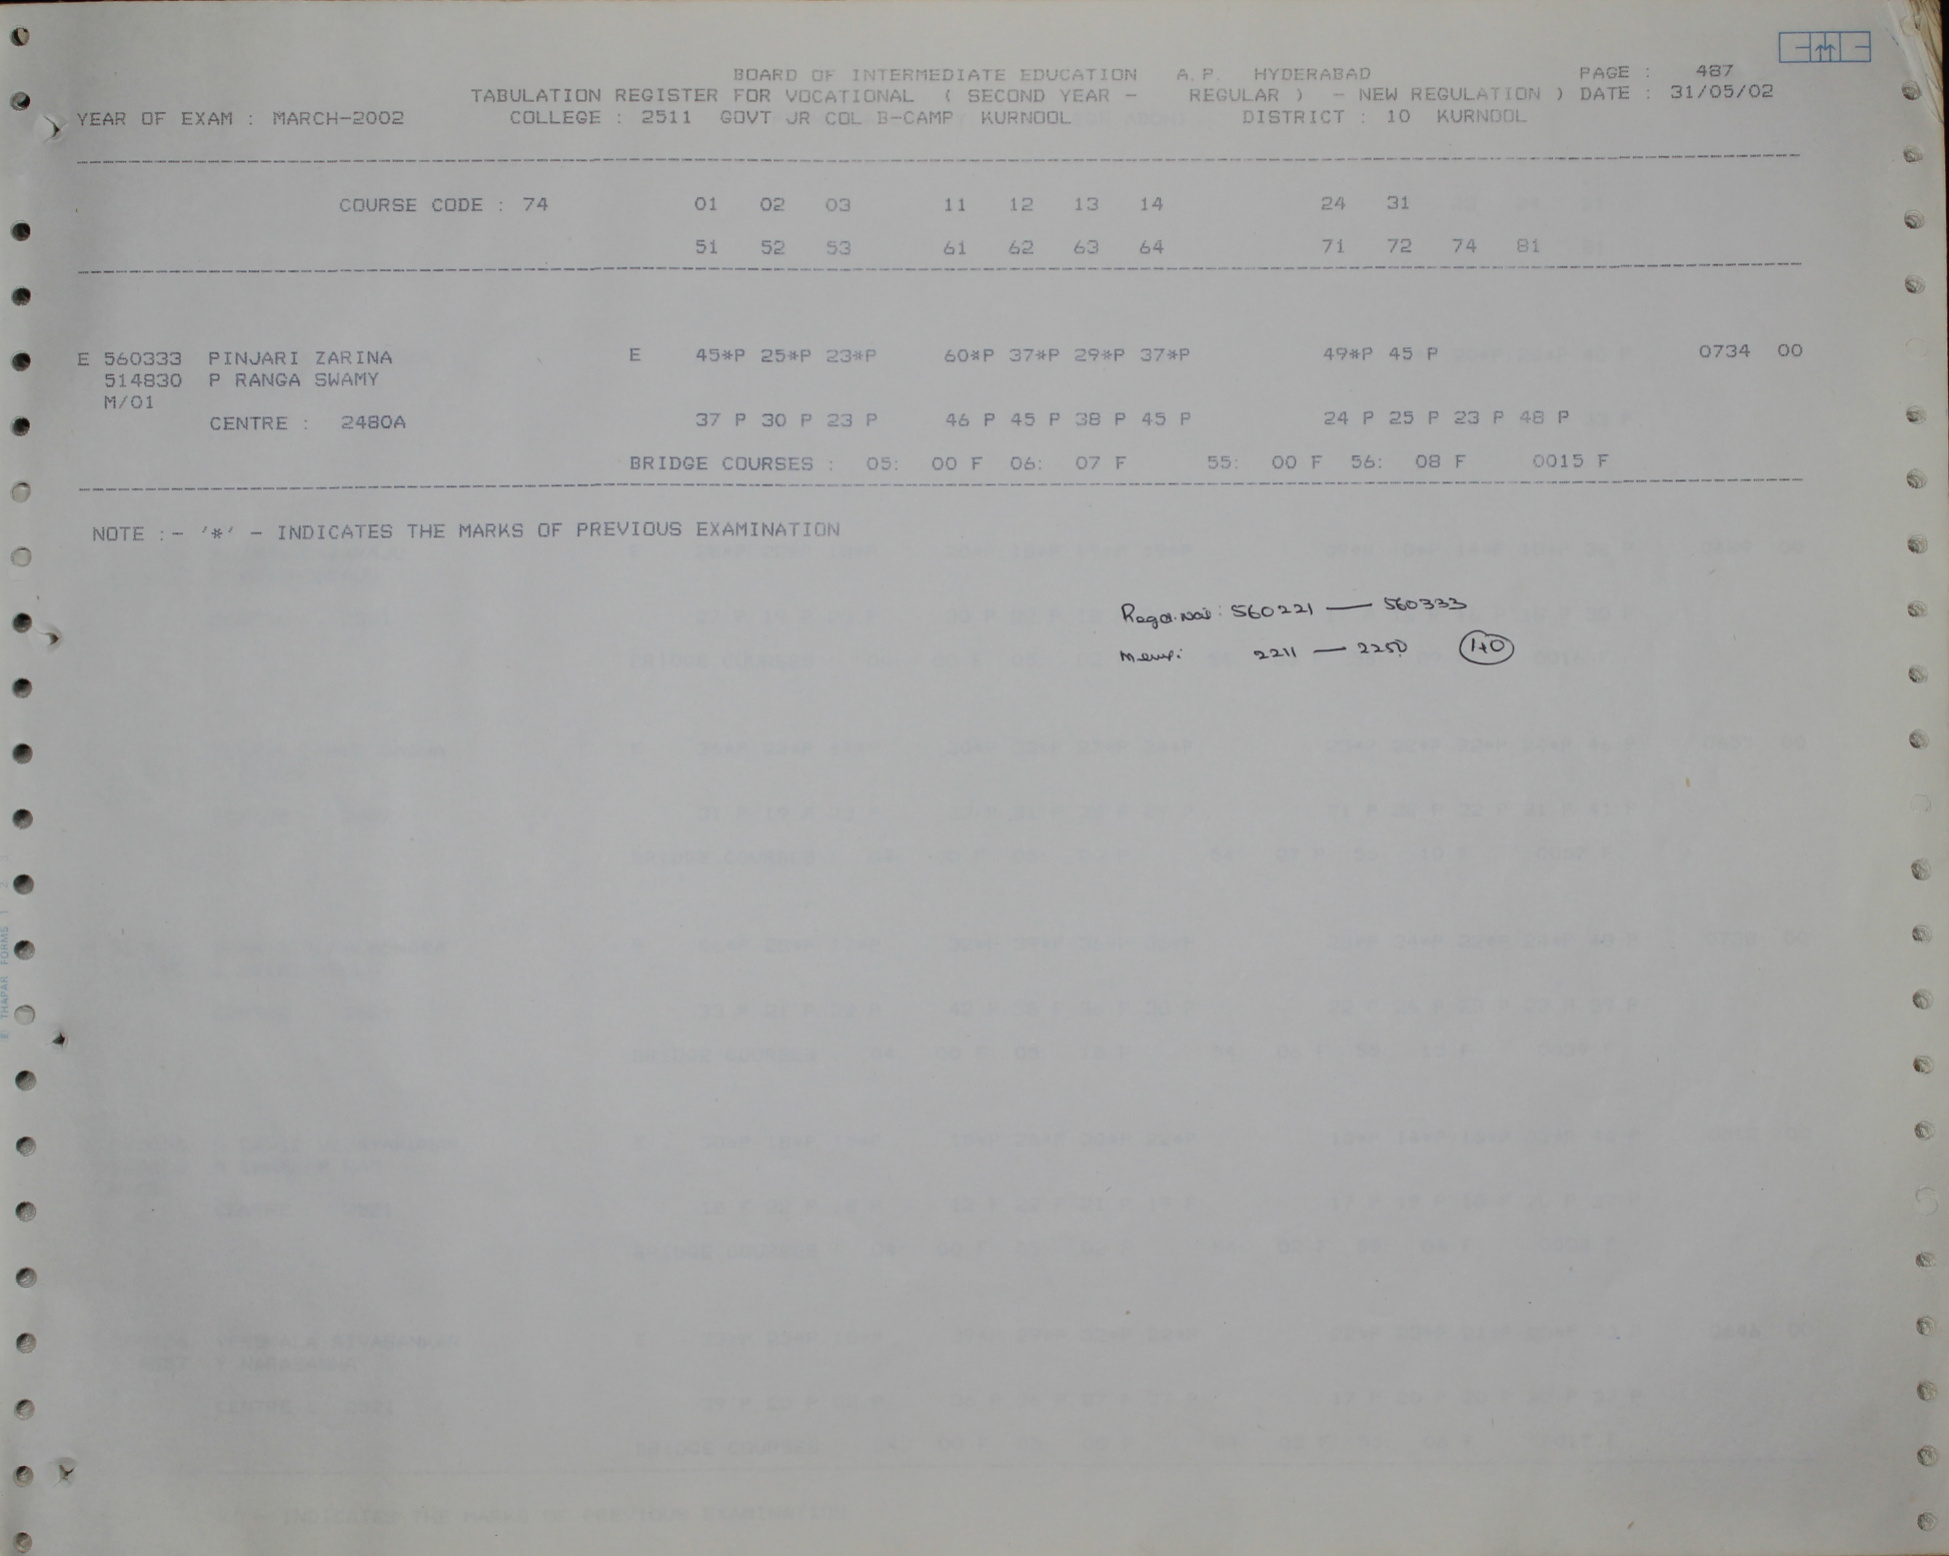 BOARD OF INTERMEDIATE EDUCATION A.P. HYDERABAD PAGE : 487
TABULATION REGISTER FOR VOCATIONAL ( SECOND YEAR - REGULAR ) - NEW REGULATION ) DATE : 31/05/02
YEAR OF EXAM : MARCH-2002 COLLEGE : 2511 GOVT JR COL B-CAMP KURNOOL DISTRICT : 10 KURNOOL
COURSE CODE : 74 01 02 03 11 12 13 14 24 31
51 52 53 61 62 63 64 71 72 74 81
E 560333 PINJARI ZARINA E 45*P 25*P 23*P 60*P 37*P 29*P 37*P 49*P 45 P 0734 00
514830 P RANGA SWAMY
M/01
CENTRE : 2480A 37 P 30 P 23 P 46 P 45 P 38 P 45 P 24 P 25 P 23 P 48 P
BRIDGE COURSES : 05: 00 F 06: 07 F 55: 00 F 56: 08 F 0015 F
NOTE :- '*' - INDICATES THE MARKS OF PREVIOUS EXAMINATION
560221 — 560333
2211 — 2250 40
THAPAR FORMS